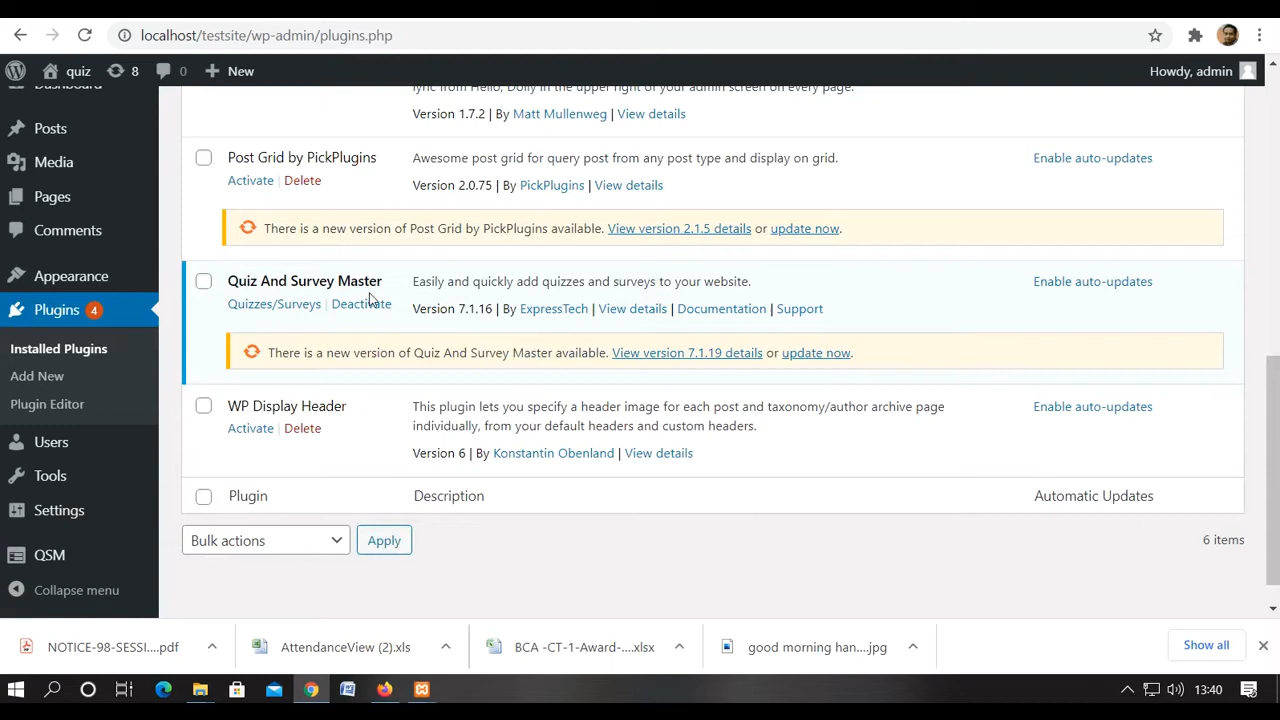 localhost/testsite/wp-admin/plugins.php
quiz 8 0 New Howdy, admin
Dashboard
Posts
Media
Pages
Comments
Appearance
Plugins 4
Installed Plugins
Add New
Plugin Editor
Users
Tools
Settings
QSM
Collapse menu
lyric from Hello, Dolly in the upper right of your admin screen on every page.
Version 1.7.2 | By Matt Mullenweg | View details
Post Grid by PickPlugins
Activate | Delete
Awesome post grid for query post from any post type and display on grid.
Version 2.0.75 | By PickPlugins | View details
Enable auto-updates
There is a new version of Post Grid by PickPlugins available. View version 2.1.5 details or update now.
Quiz And Survey Master
Quizzes/Surveys | Deactivate
Easily and quickly add quizzes and surveys to your website.
Version 7.1.16 | By ExpressTech | View details | Documentation | Support
Enable auto-updates
There is a new version of Quiz And Survey Master available. View version 7.1.19 details or update now.
WP Display Header
Activate | Delete
This plugin lets you specify a header image for each post and taxonomy/author archive page
individually, from your default headers and custom headers.
Version 6 | By Konstantin Obenland | View details
Enable auto-updates
Plugin Description Automatic Updates
Bulk actions Apply 6 items
NOTICE-98-SESSI....pdf AttendanceView (2).xls BCA -CT-1-Award-....xlsx good morning han....jpg Show all
13:40